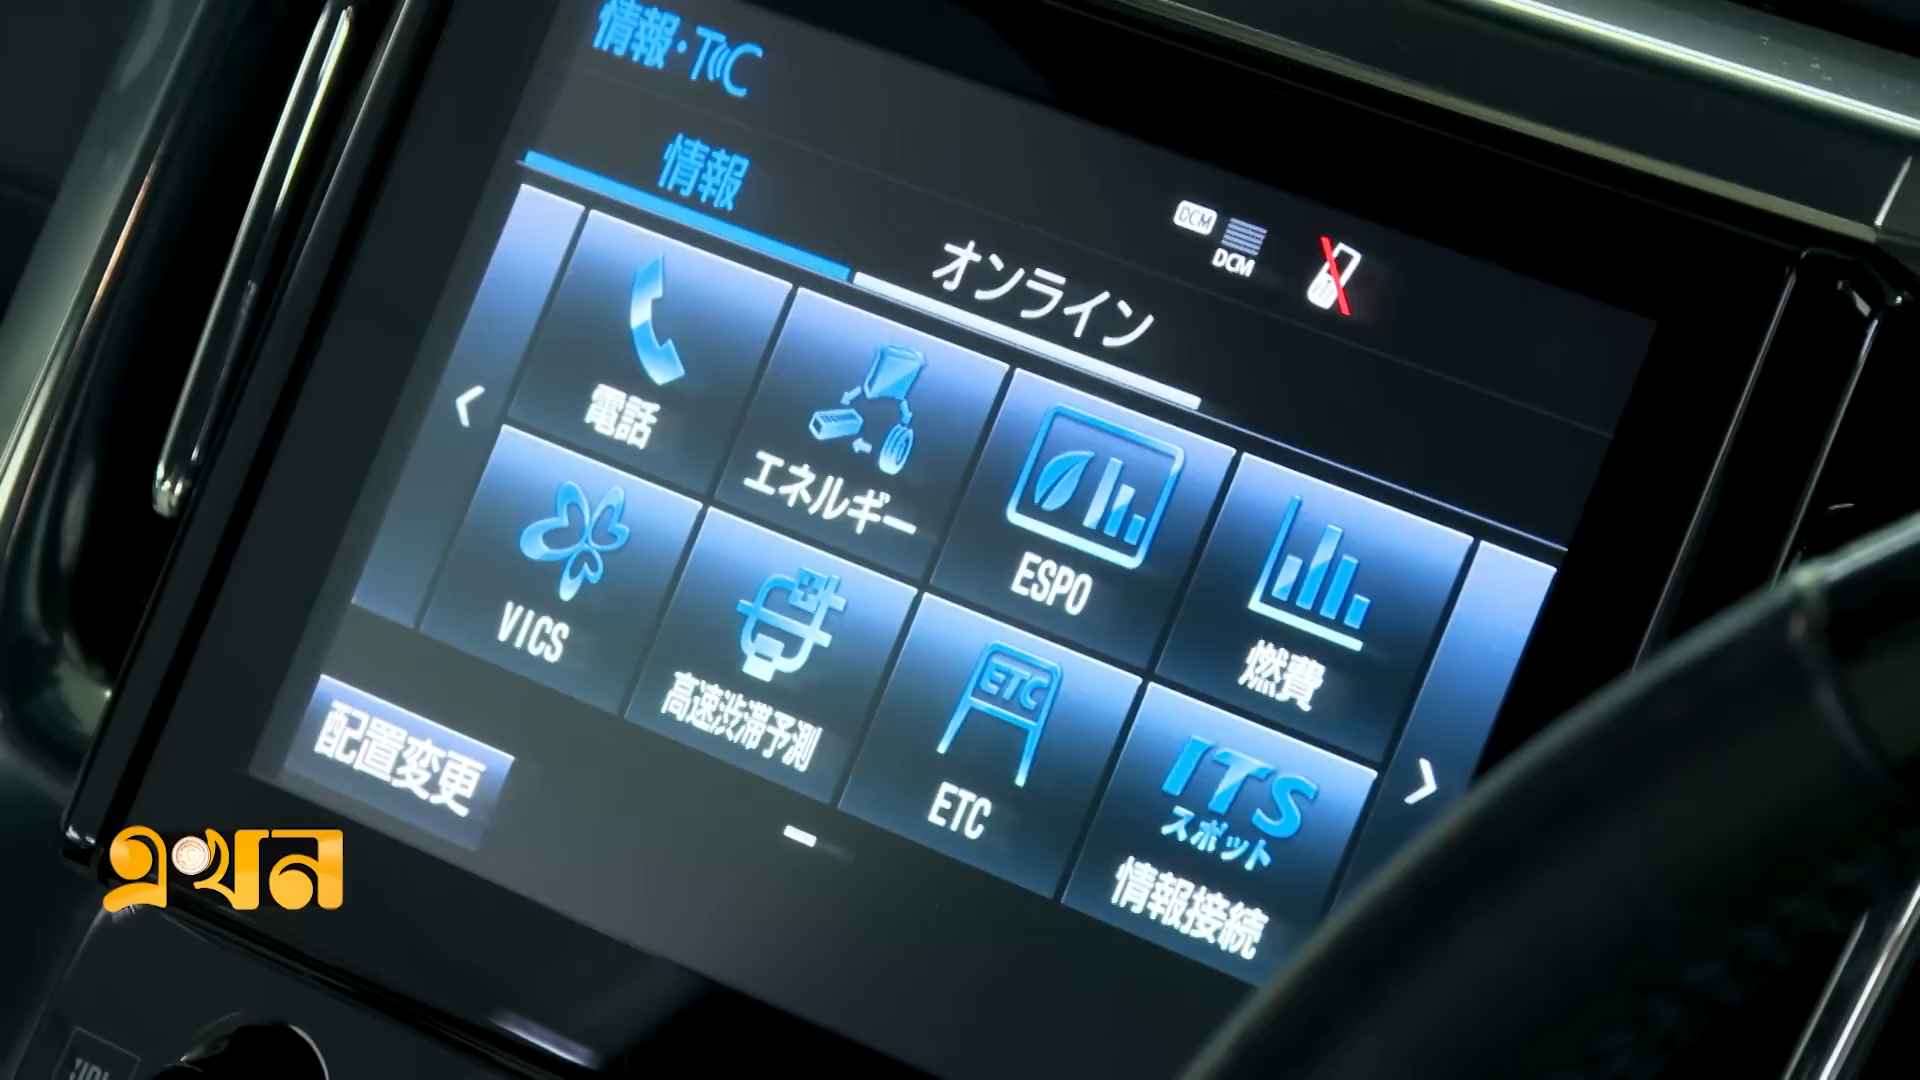 情報・TC
情報
オンライン
DCM
DCM
電話
エネルギー
ESPO
燃費
VICS
高速渋滞予測
ETC
ETC
ITS
スポット
情報接続
配置変更
এখন